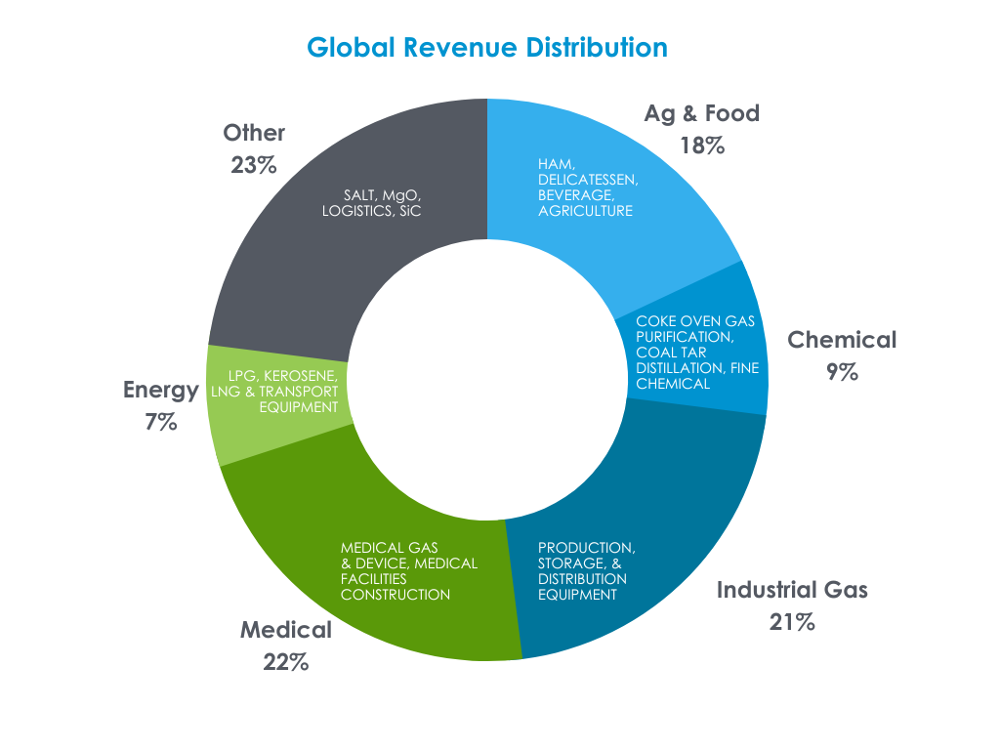 Global Revenue Distribution
Ag & Food
18%
HAM,
DELICATESSEN,
BEVERAGE,
AGRICULTURE
Chemical
9%
COKE OVEN GAS
PURIFICATION,
COAL TAR
DISTILLATION, FINE
CHEMICAL
Industrial Gas
21%
PRODUCTION,
STORAGE, &
DISTRIBUTION
EQUIPMENT
Medical
22%
MEDICAL GAS
& DEVICE, MEDICAL
FACILITIES
CONSTRUCTION
Energy
7%
LPG, KEROSENE,
LNG & TRANSPORT
EQUIPMENT
Other
23%
SALT, MgO,
LOGISTICS, SiC